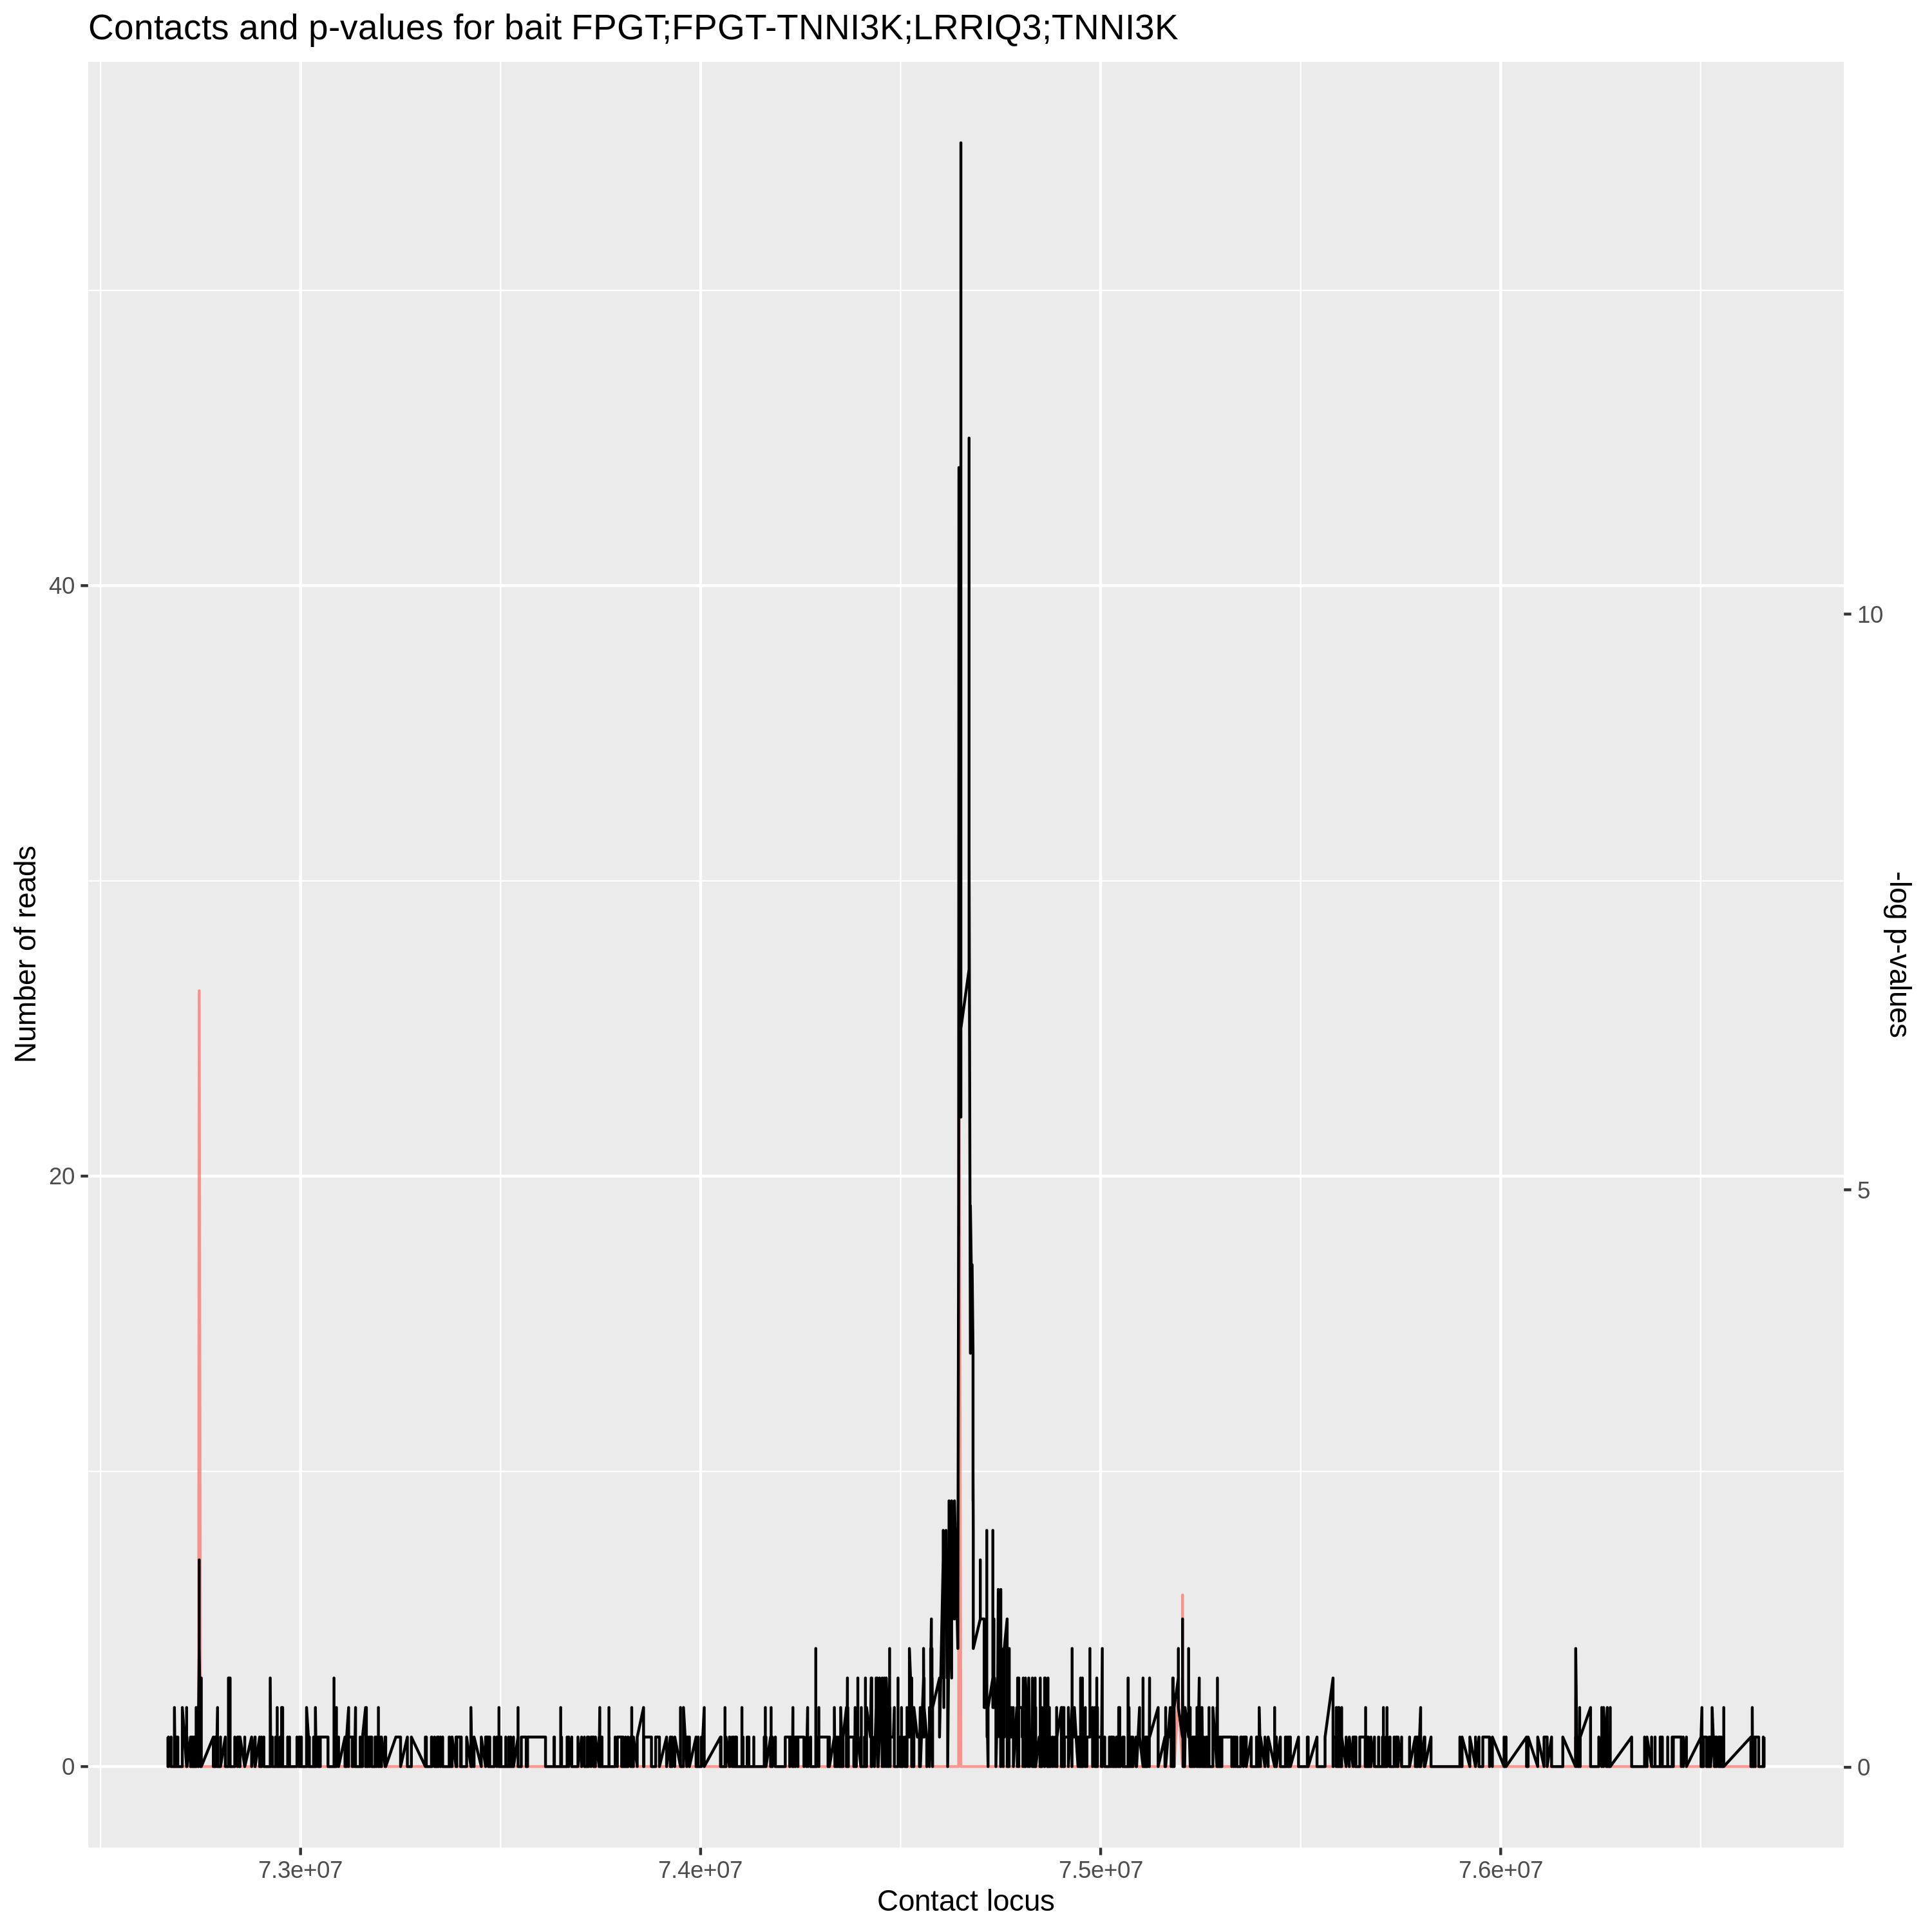 Contacts and p-values for bait FPGT;FPGT-TNNI3K;LRRIQ3;TNNI3K
Number of reads
40
20
0
10
5
0
-log p-values
7.3e+07
7.4e+07
7.5e+07
7.6e+07
Contact locus